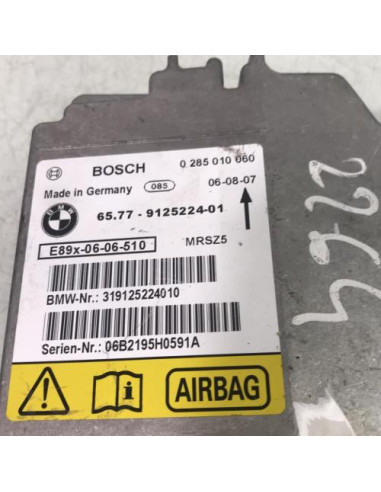 BOSCH 0 285 010 060
Made in Germany 085 06-08-07
BMW 65.77 - 9125224-01
E89x-06-06-510 MRSZ5
BMW-Nr.: 319125224010
Serien-Nr.: 06B2195H0591A
AIRBAG